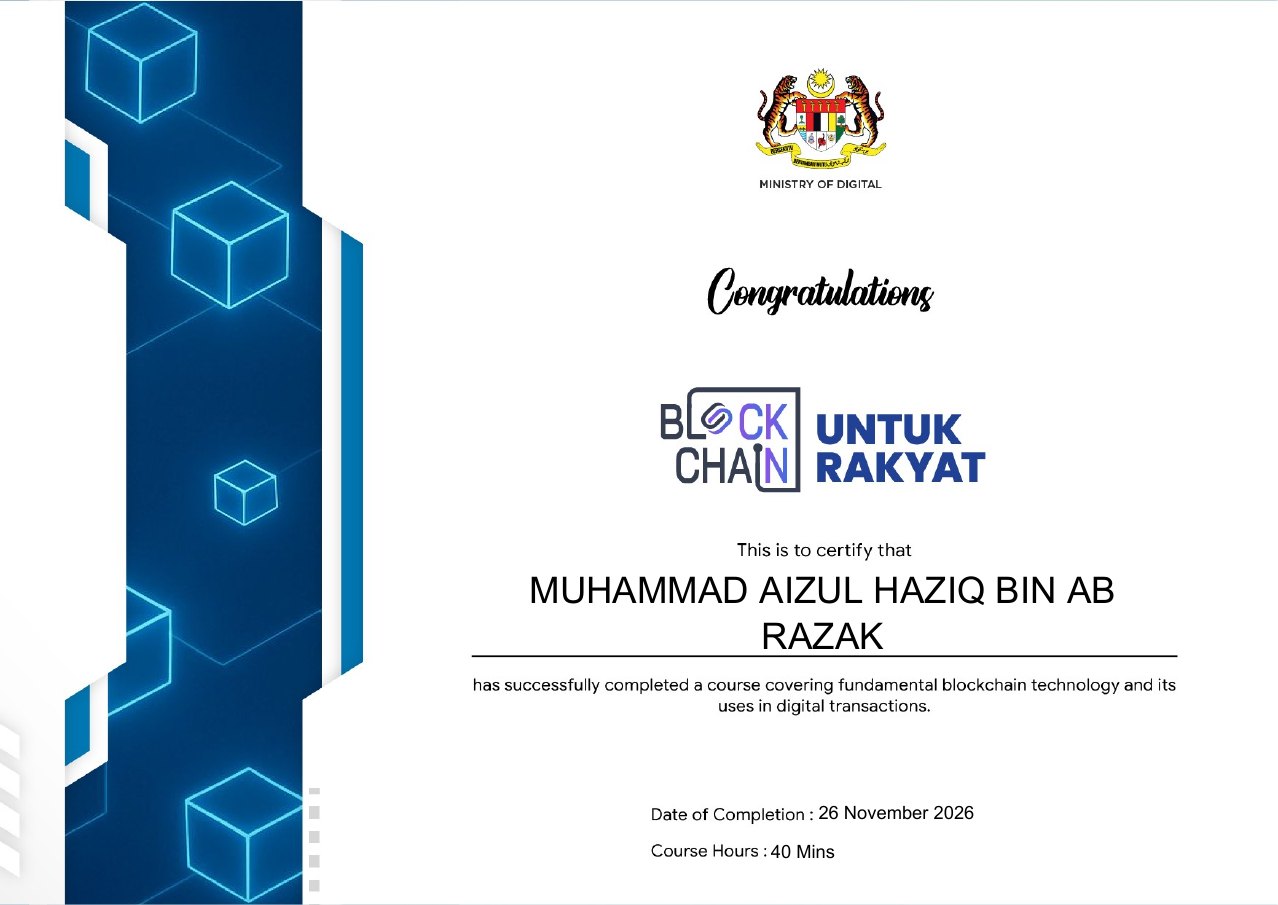 MINISTRY OF DIGITAL
Congratulations
BLOCK
CHAIN
UNTUK
RAKYAT
This is to certify that
MUHAMMAD AIZUL HAZIQ BIN AB
RAZAK
has successfully completed a course covering fundamental blockchain technology and its
uses in digital transactions.
Date of Completion : 26 November 2026
Course Hours : 40 Mins